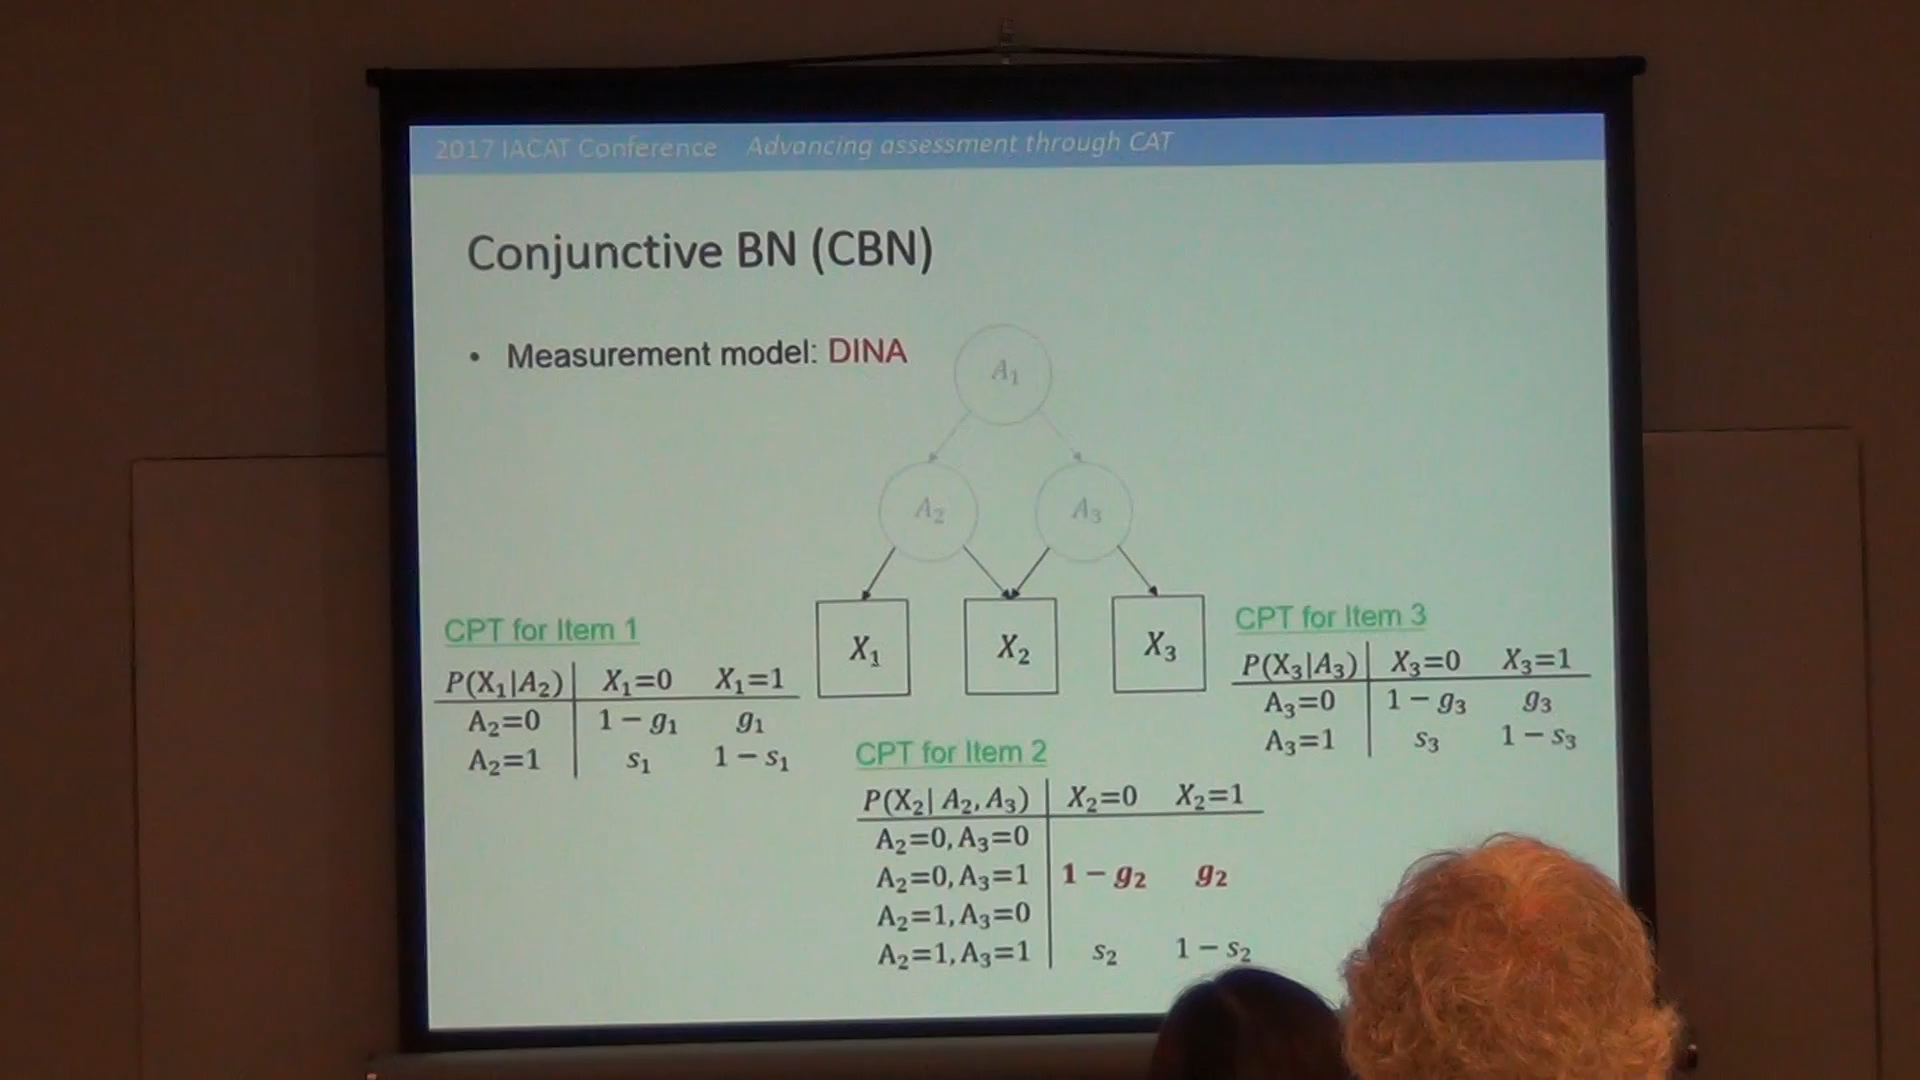 2017 IACAT Conference Advancing assessment through CAT
Conjunctive BN (CBN)
• Measurement model: DINA
A₁
A₂ A₃
X₁ X₂ X₃
CPT for Item 1
P(X₁|A₂) X₁=0 X₁=1
A₂=0 1 − g₁ g₁
A₂=1 s₁ 1 − s₁
CPT for Item 2
P(X₂| A₂, A₃) X₂=0 X₂=1
A₂=0, A₃=0
A₂=0, A₃=1 1 − g₂ g₂
A₂=1, A₃=0
A₂=1, A₃=1 s₂ 1 − s₂
CPT for Item 3
P(X₃|A₃) X₃=0 X₃=1
A₃=0 1 − g₃ g₃
A₃=1 s₃ 1 − s₃